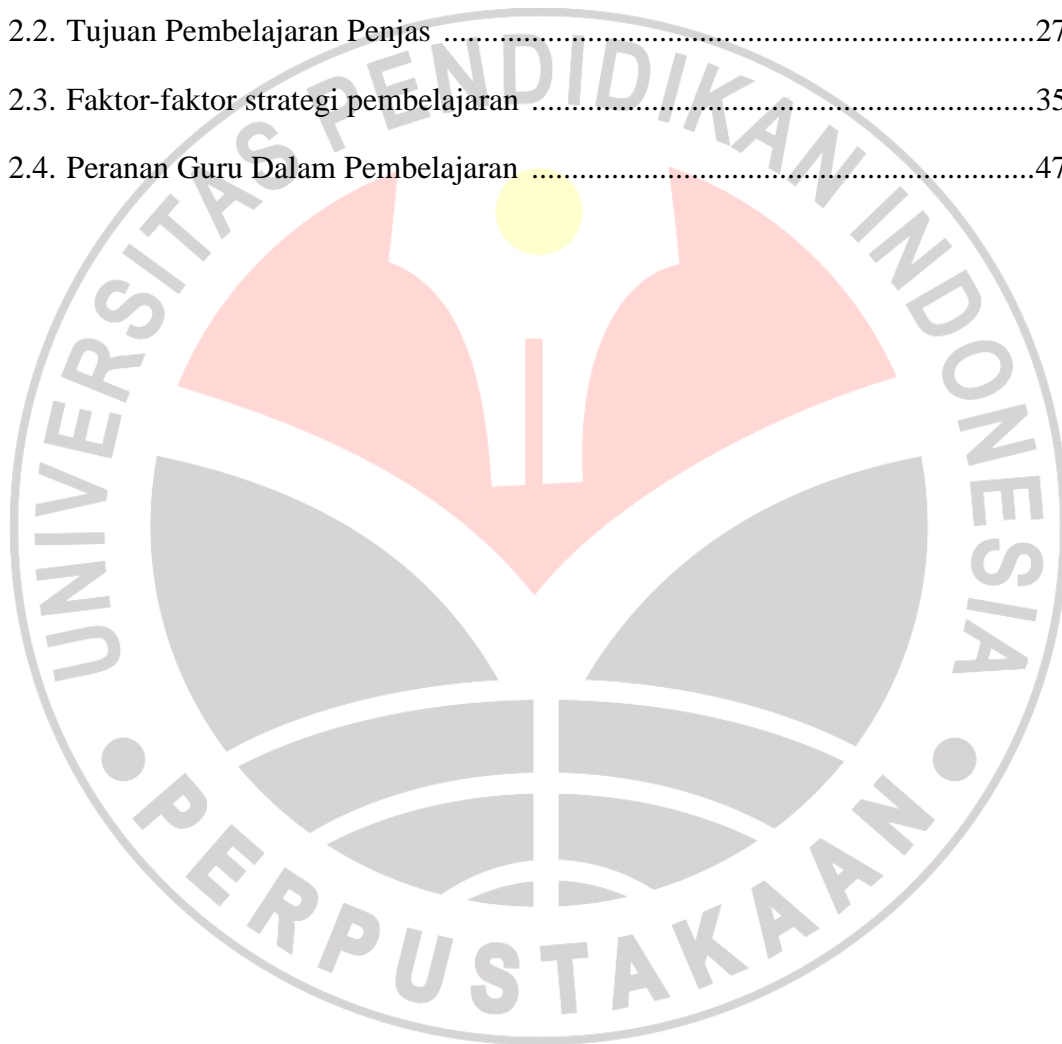 2.2. Tujuan Pembelajaran Penjas ...............................................................................27
2.3. Faktor-faktor strategi pembelajaran ....................................................................35
2.4. Peranan Guru Dalam Pembelajaran ....................................................................47
UNIVERSITAS PENDIDIKAN INDONESIA
PERPUSTAKAAN